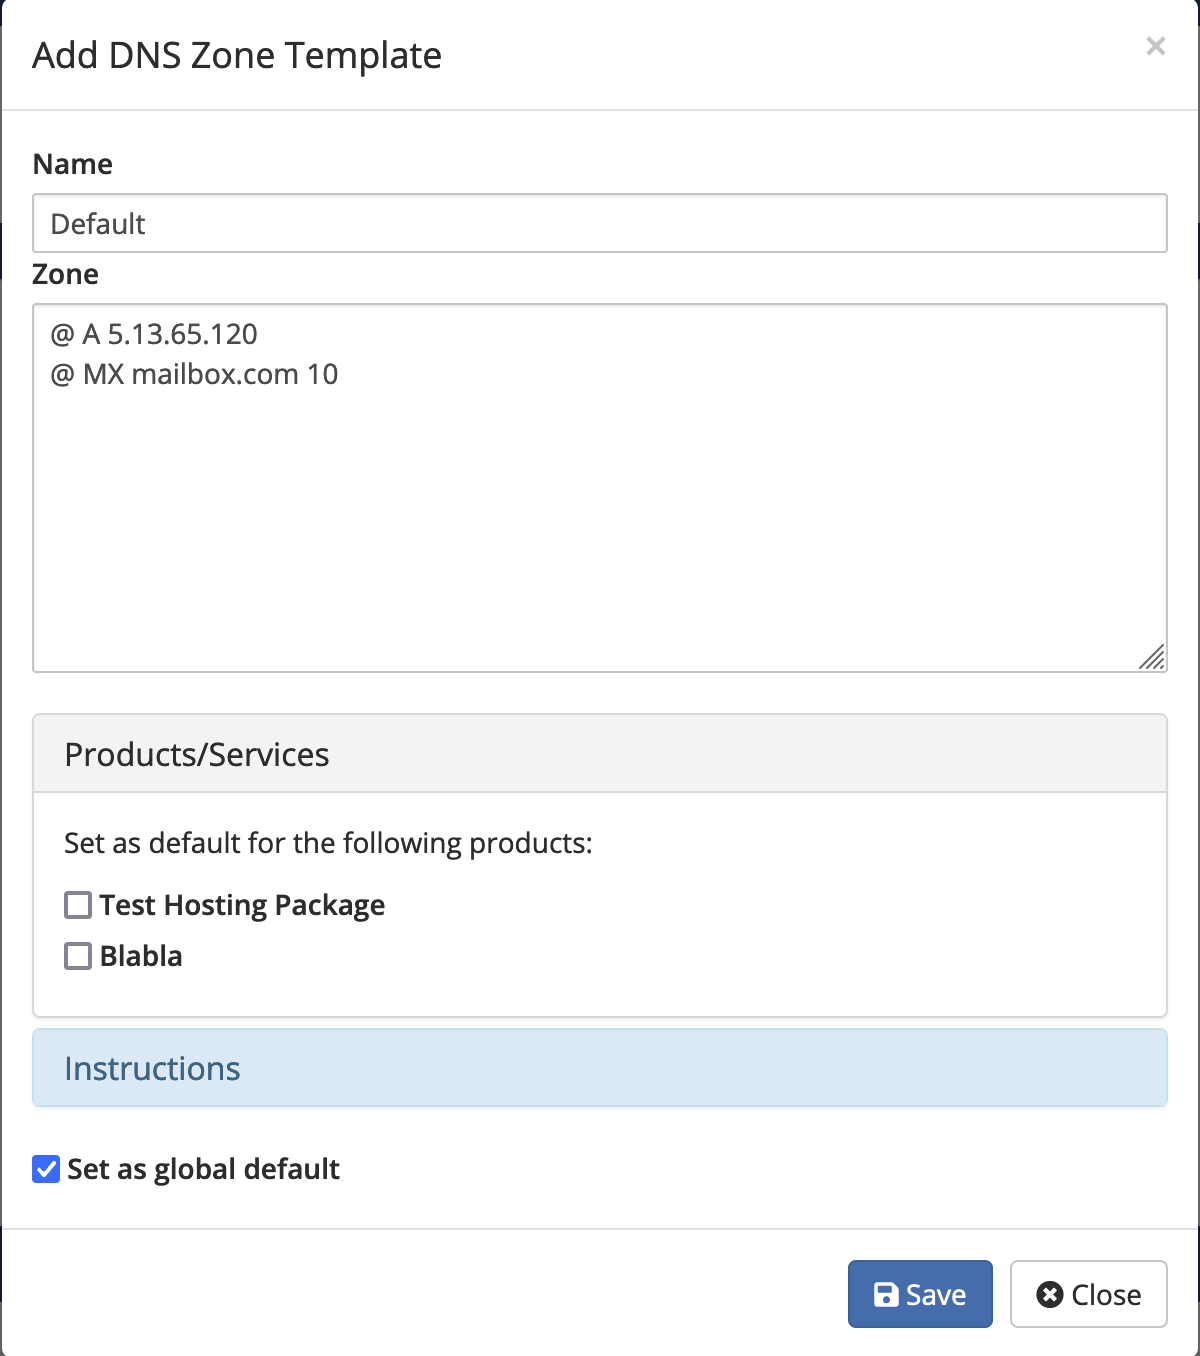 Add DNS Zone Template
×
Name
Default
Zone
@ A 5.13.65.120
@ MX mailbox.com 10
Products/Services
Set as default for the following products:
Test Hosting Package
Blabla
Instructions
Set as global default
Save
Close